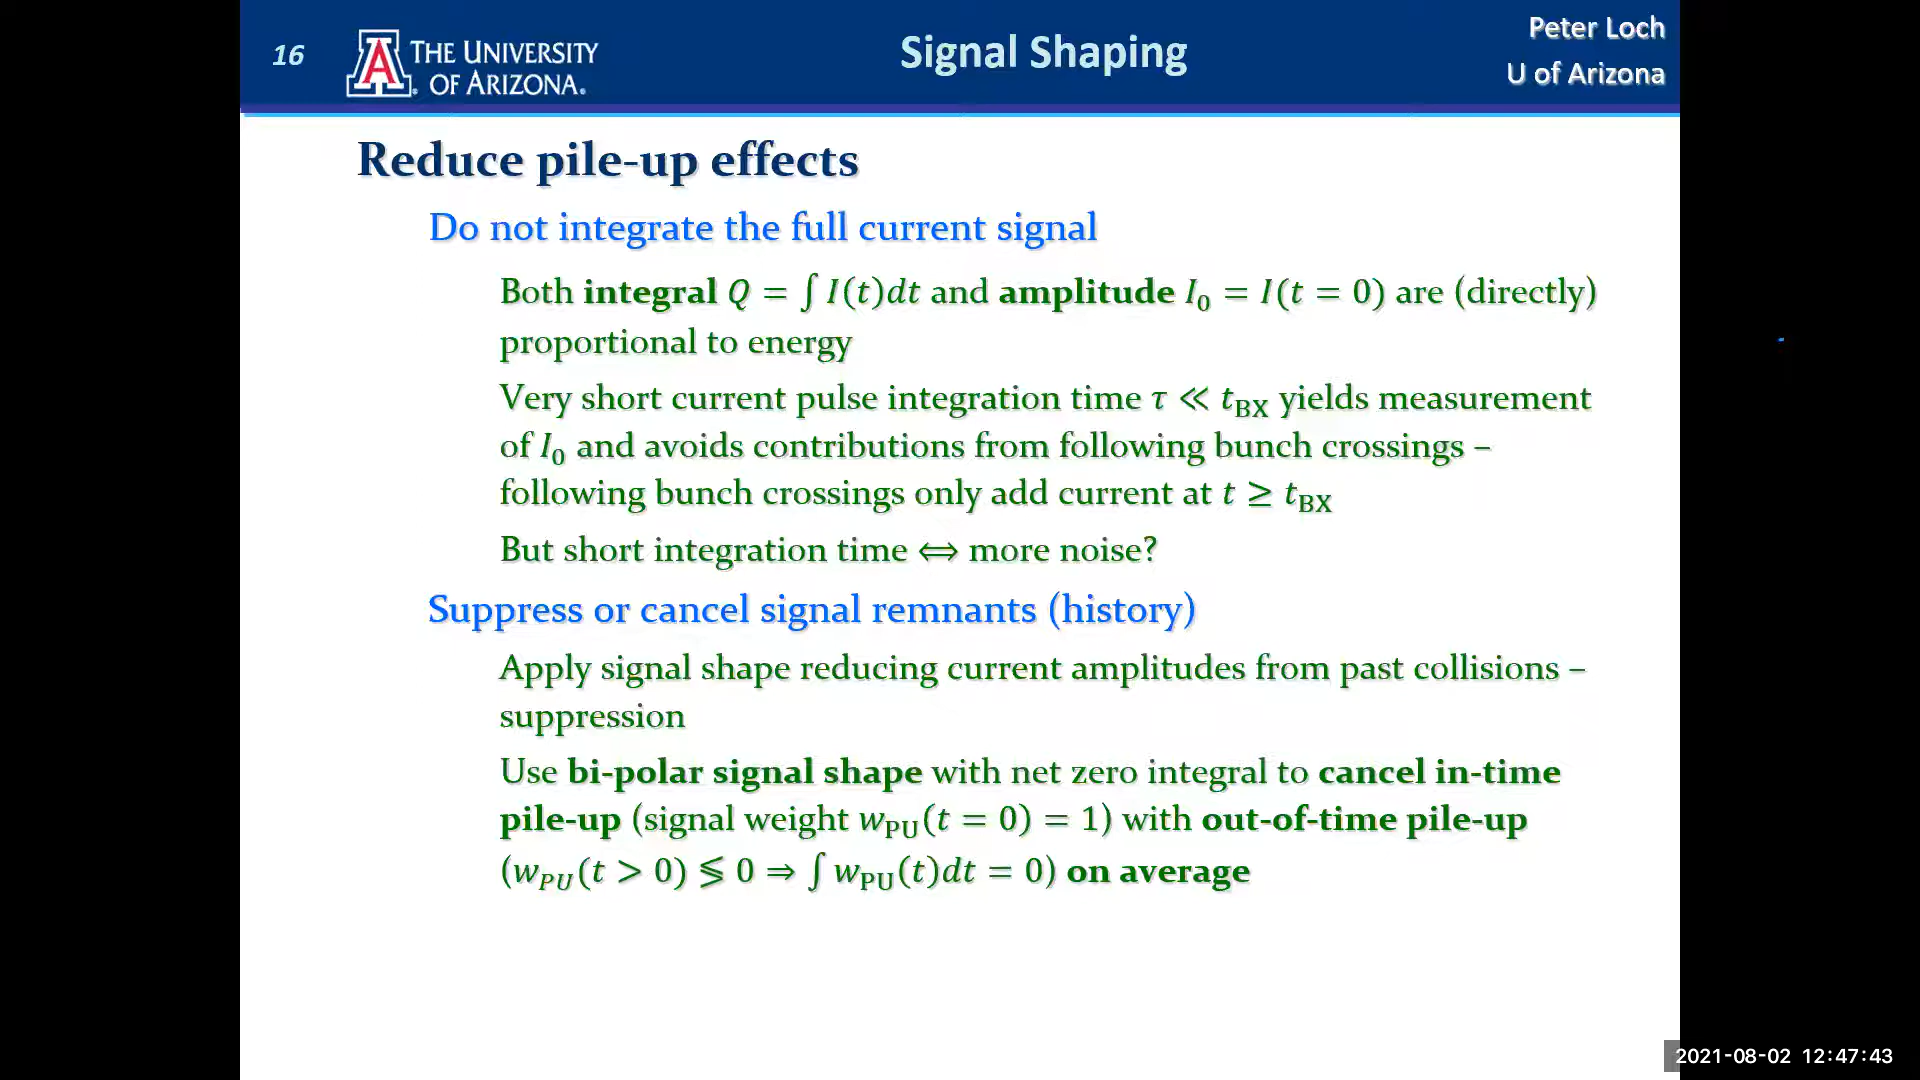 16
THE UNIVERSITY
OF ARIZONA.
Signal Shaping
Peter Loch
U of Arizona
Reduce pile-up effects
Do not integrate the full current signal
Both integral Q = ∫ I(t)dt and amplitude I₀ = I(t = 0) are (directly)
proportional to energy
Very short current pulse integration time τ ≪ t_BX yields measurement
of I₀ and avoids contributions from following bunch crossings –
following bunch crossings only add current at t ≥ t_BX
But short integration time ⟺ more noise?
Suppress or cancel signal remnants (history)
Apply signal shape reducing current amplitudes from past collisions –
suppression
Use bi-polar signal shape with net zero integral to cancel in-time
pile-up (signal weight w_PU(t = 0) = 1) with out-of-time pile-up
(w_PU(t > 0) ≶ 0 ⇒ ∫ w_PU(t)dt = 0) on average
2021-08-02 12:47:43